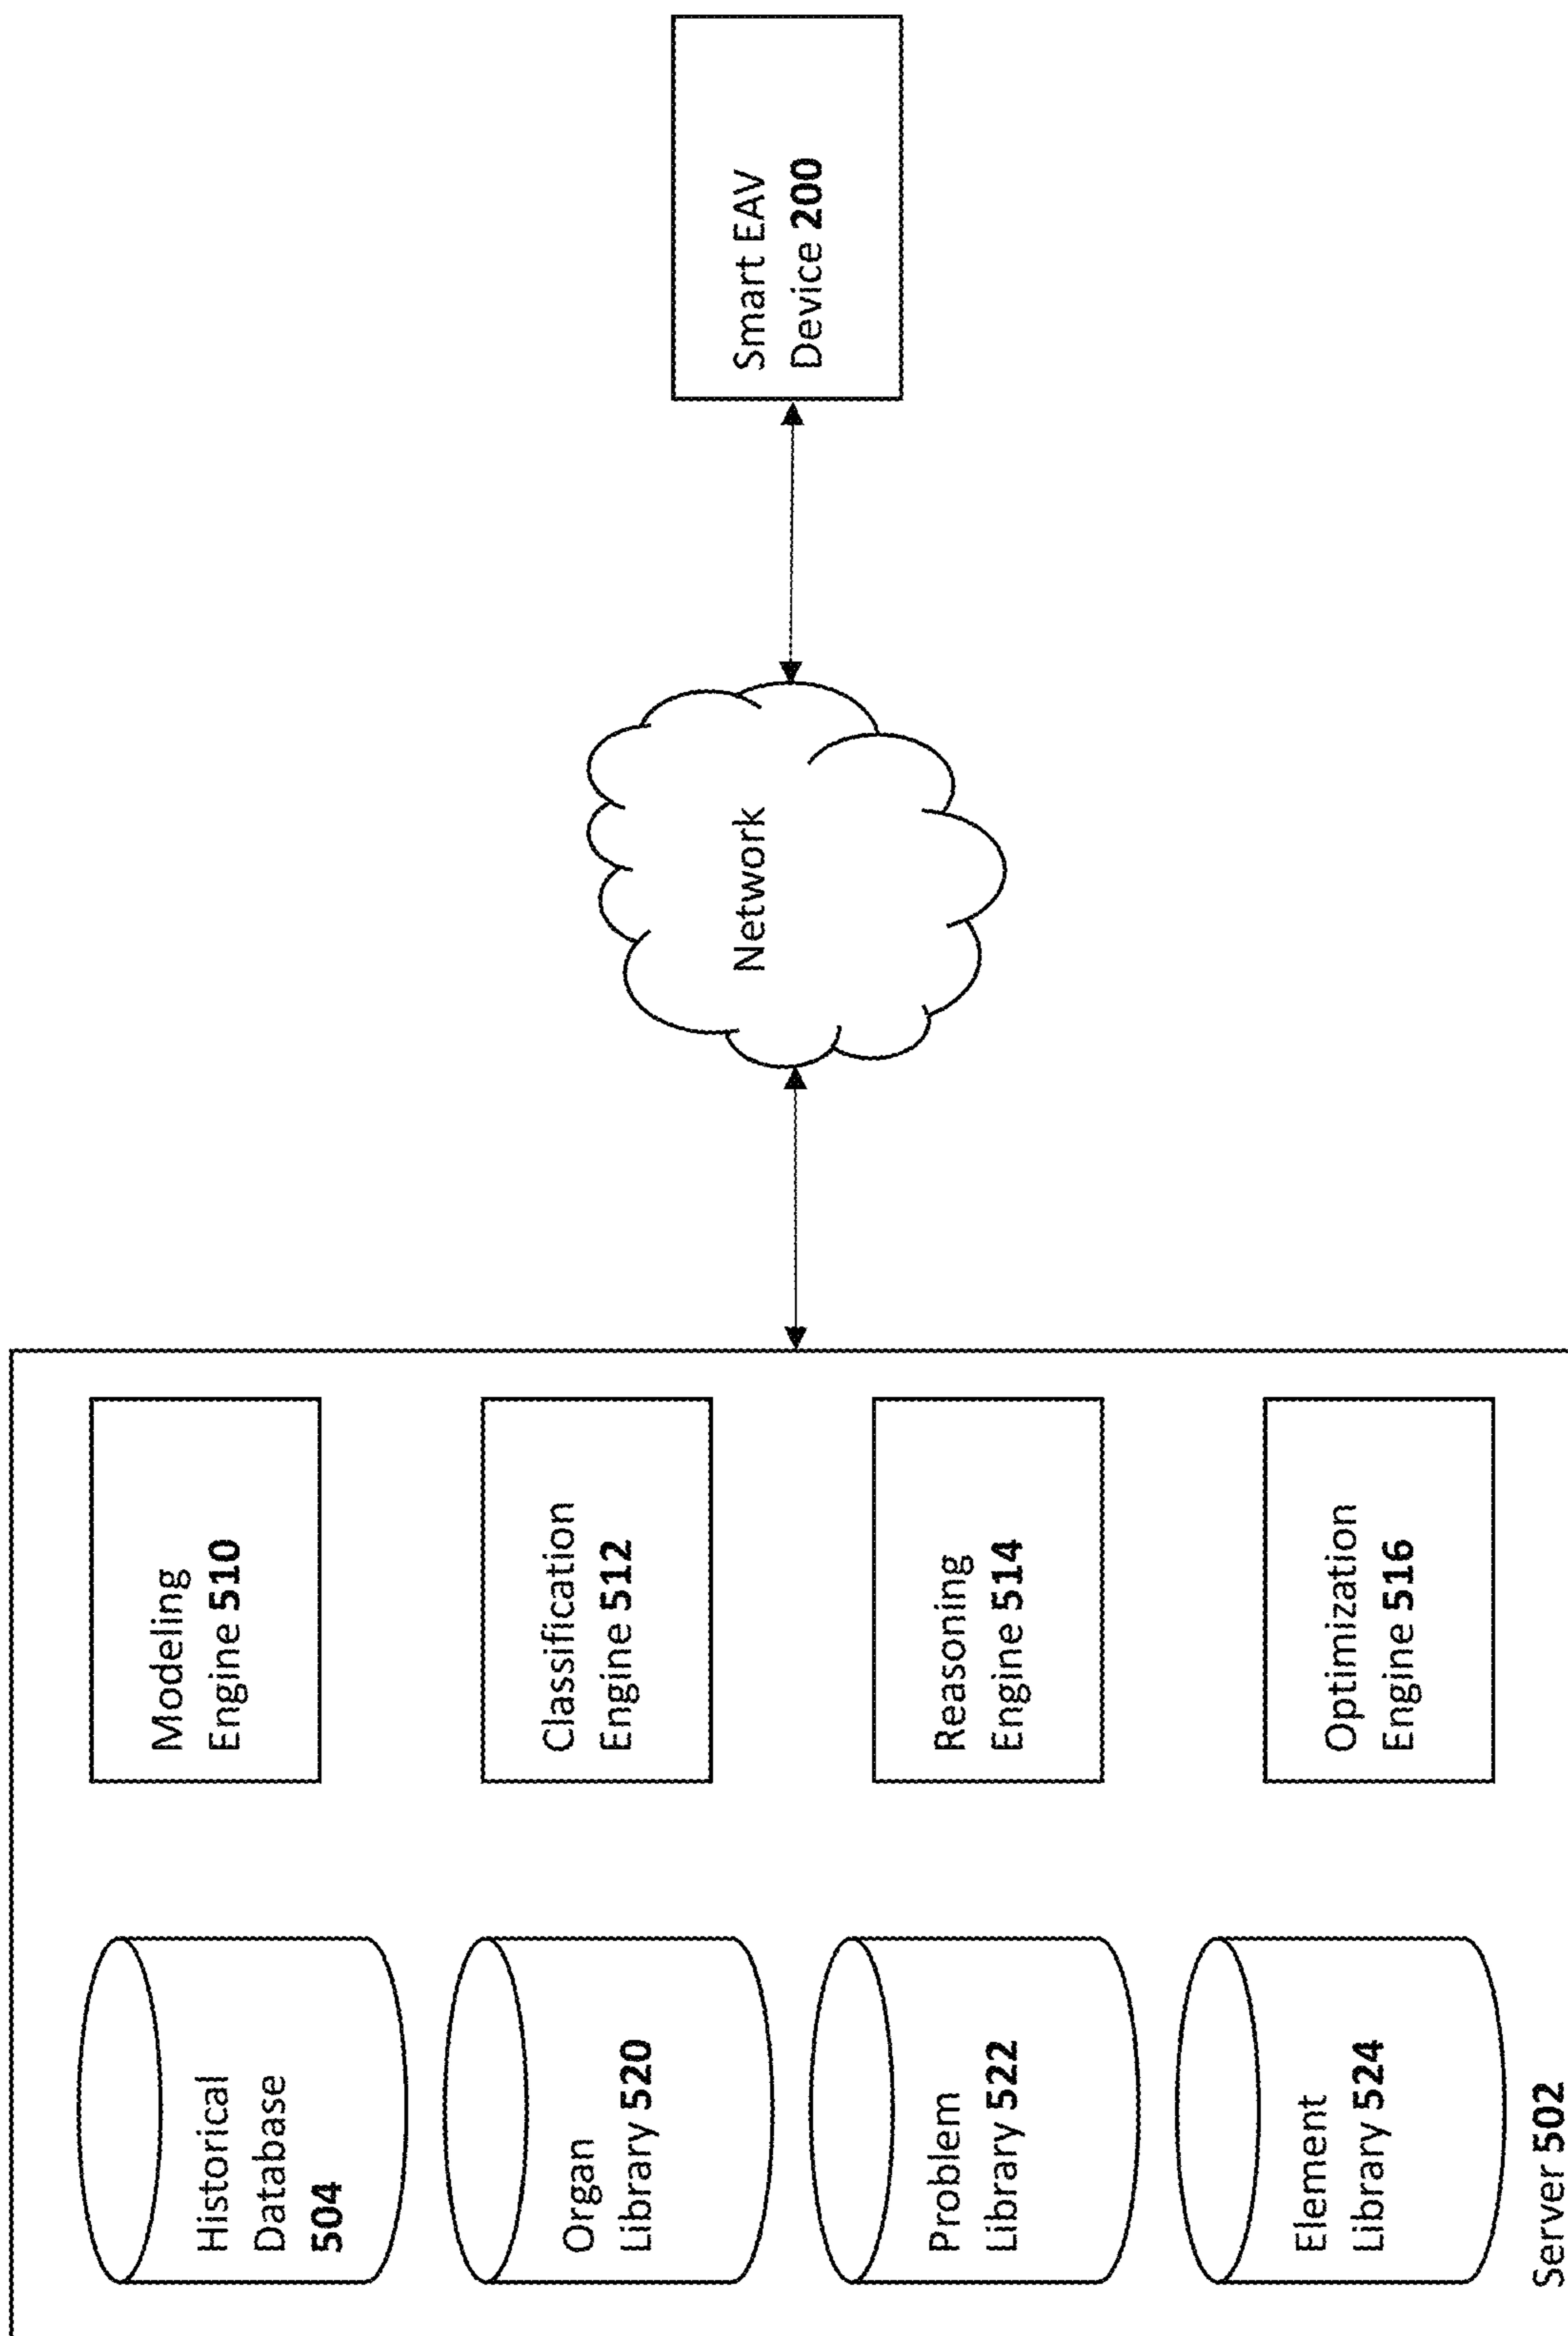 Historical
Database
504
Organ
Library 520
Problem
Library 522
Element
Library 524
Modeling
Engine 510
Classification
Engine 512
Reasoning
Engine 514
Optimization
Engine 516
Server 502
Network
Smart EAV
Device 200